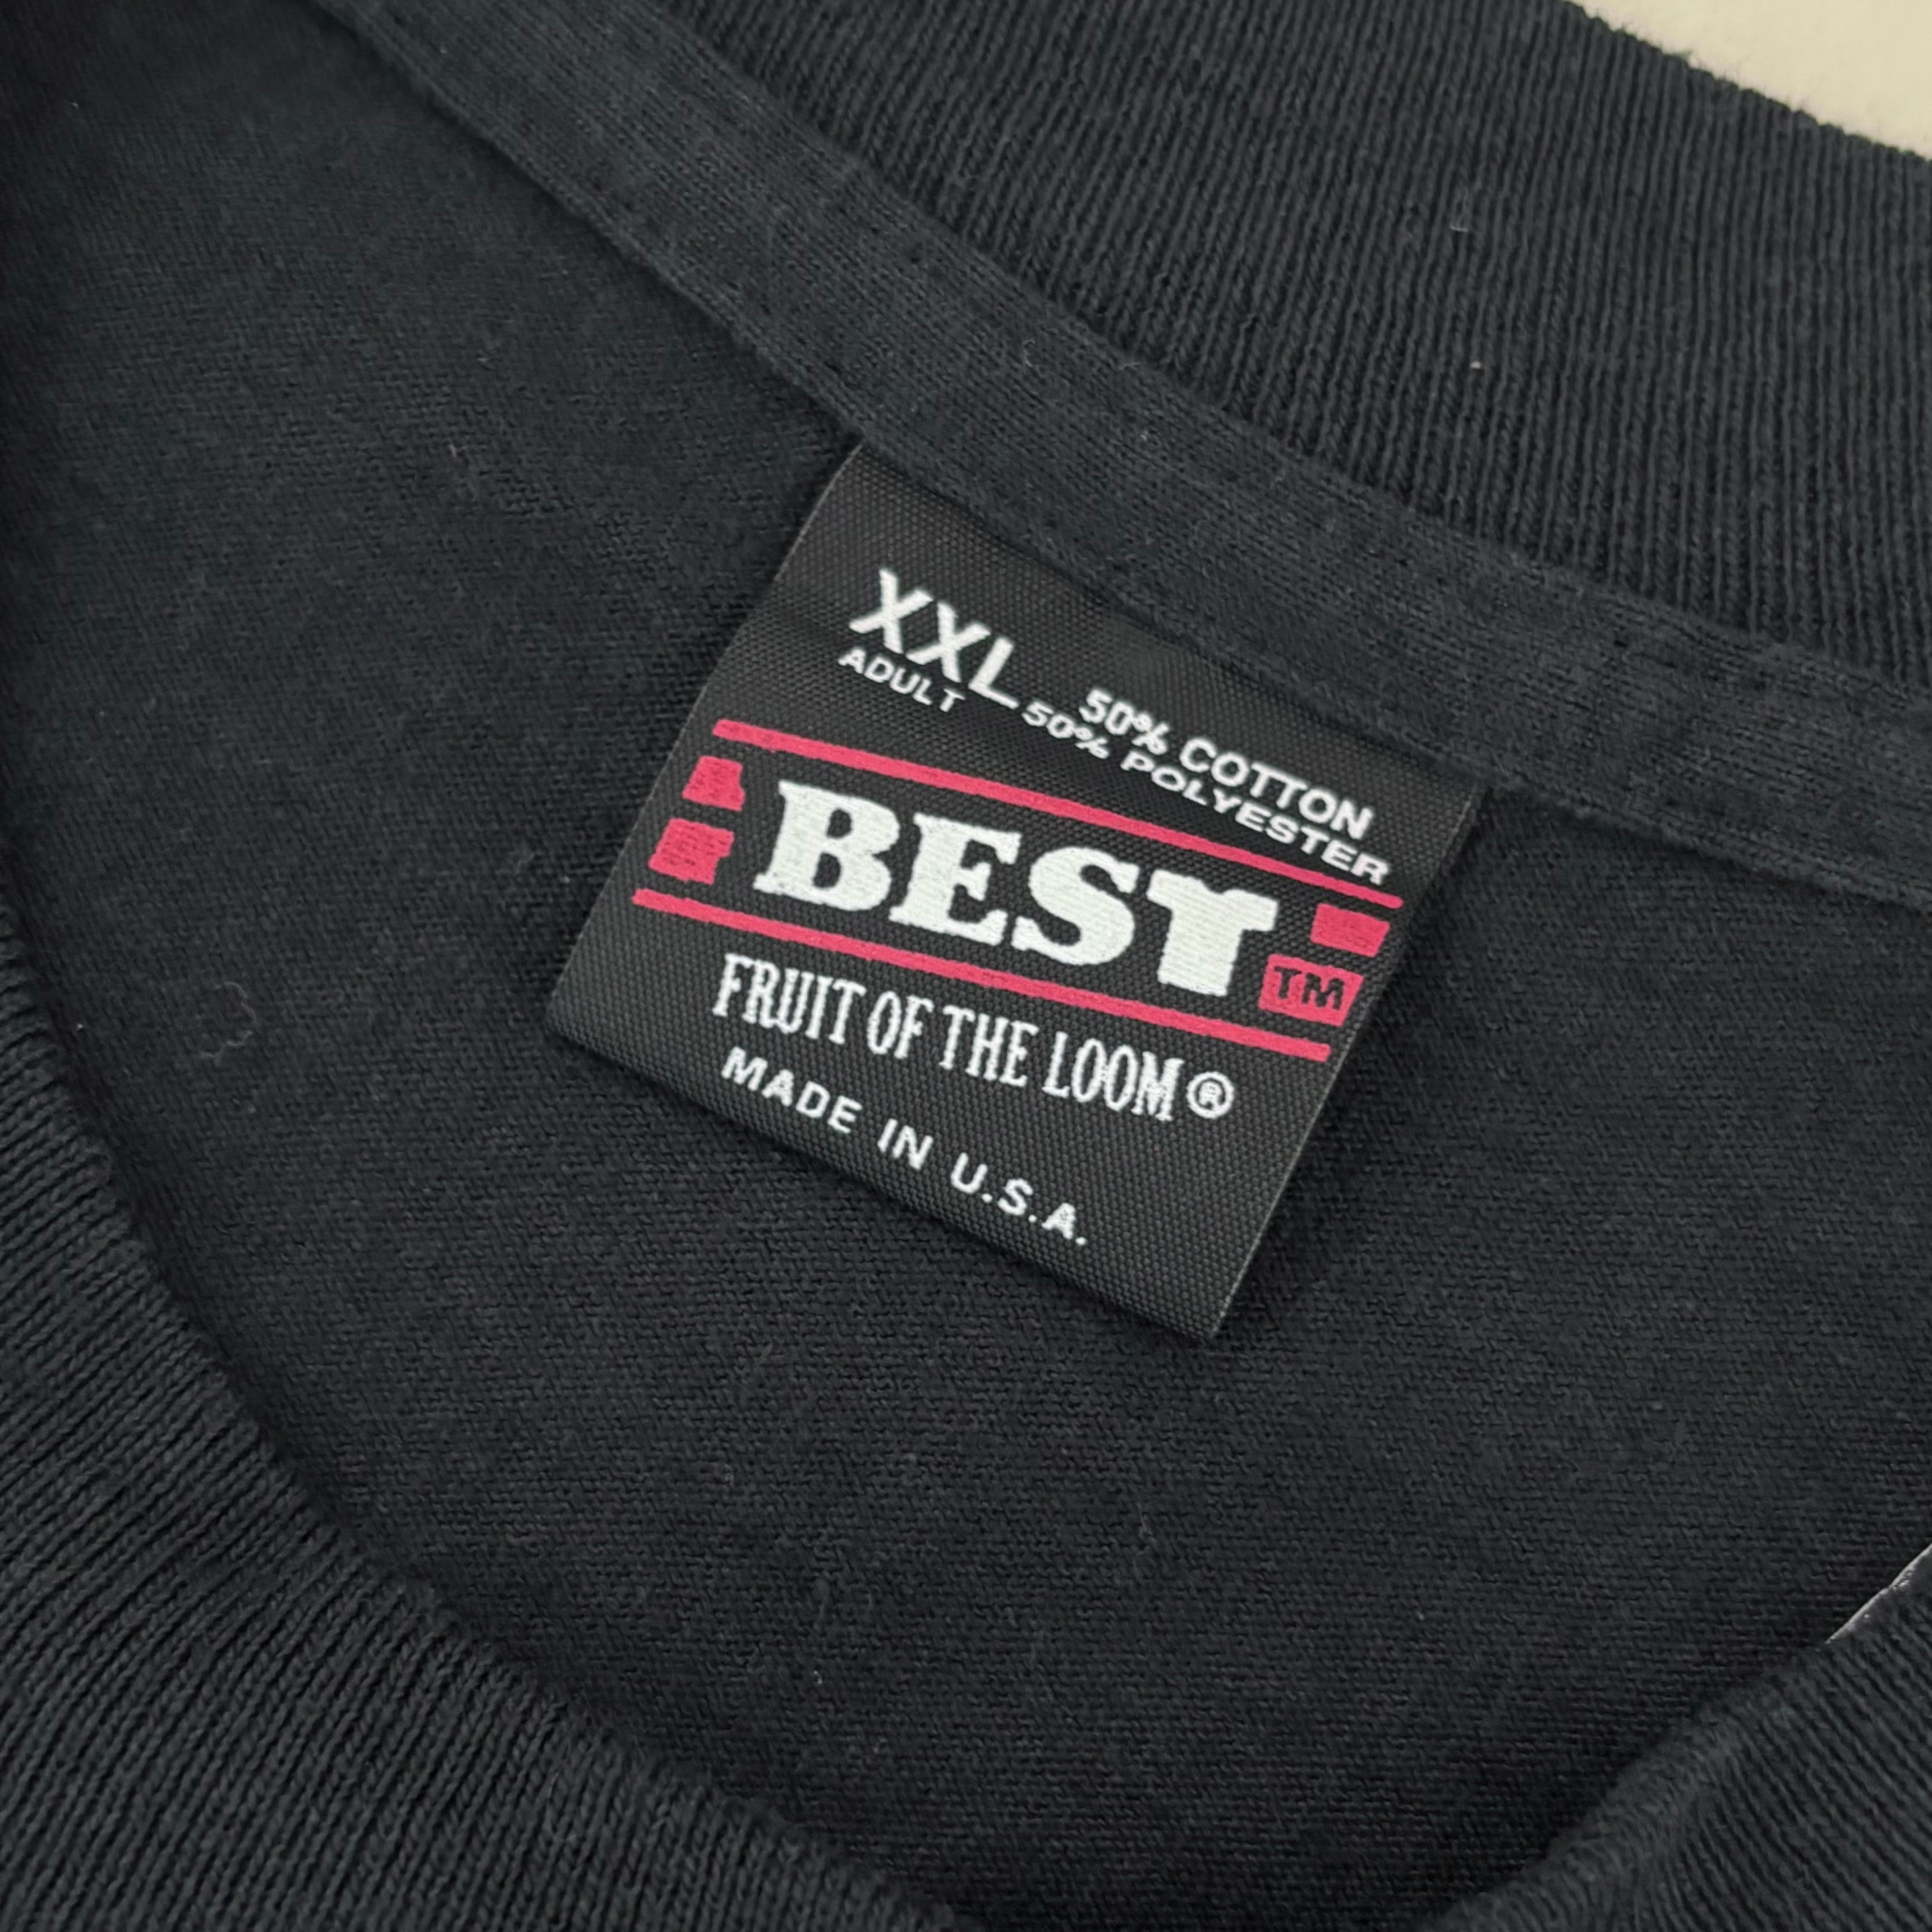 XXL
ADULT
50% COTTON
50% POLYESTER
BEST
TM
FRUIT OF THE LOOM®
MADE IN U.S.A.